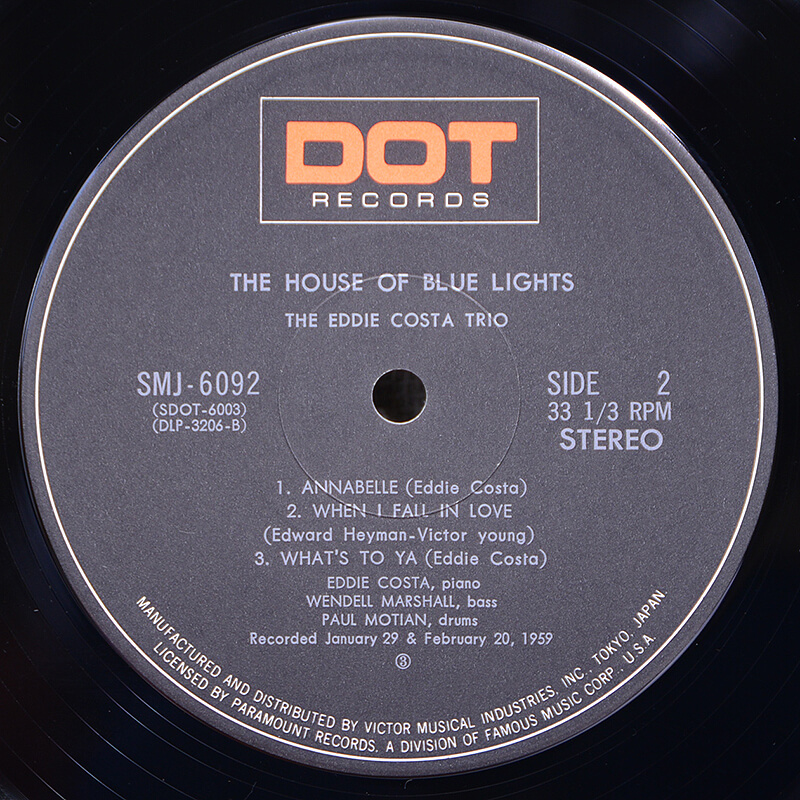 DOT
RECORDS
THE HOUSE OF BLUE LIGHTS
THE EDDIE COSTA TRIO
SMJ-6092
(SDOT-6003)
(DLP-3206-B)
SIDE 2
33 1/3 RPM
STEREO
1. ANNABELLE (Eddie Costa)
2. WHEN I FALL IN LOVE
(Edward Heyman-Victor young)
3. WHAT'S TO YA (Eddie Costa)
EDDIE COSTA, piano
WENDELL MARSHALL, bass
PAUL MOTIAN, drums
Recorded January 29 & February 20, 1959
③
MANUFACTURED AND DISTRIBUTED BY VICTOR MUSICAL INDUSTRIES, INC., TOKYO, JAPAN.
LICENSED BY PARAMOUNT RECORDS. A DIVISION OF FAMOUS MUSIC CORP., U.S.A.